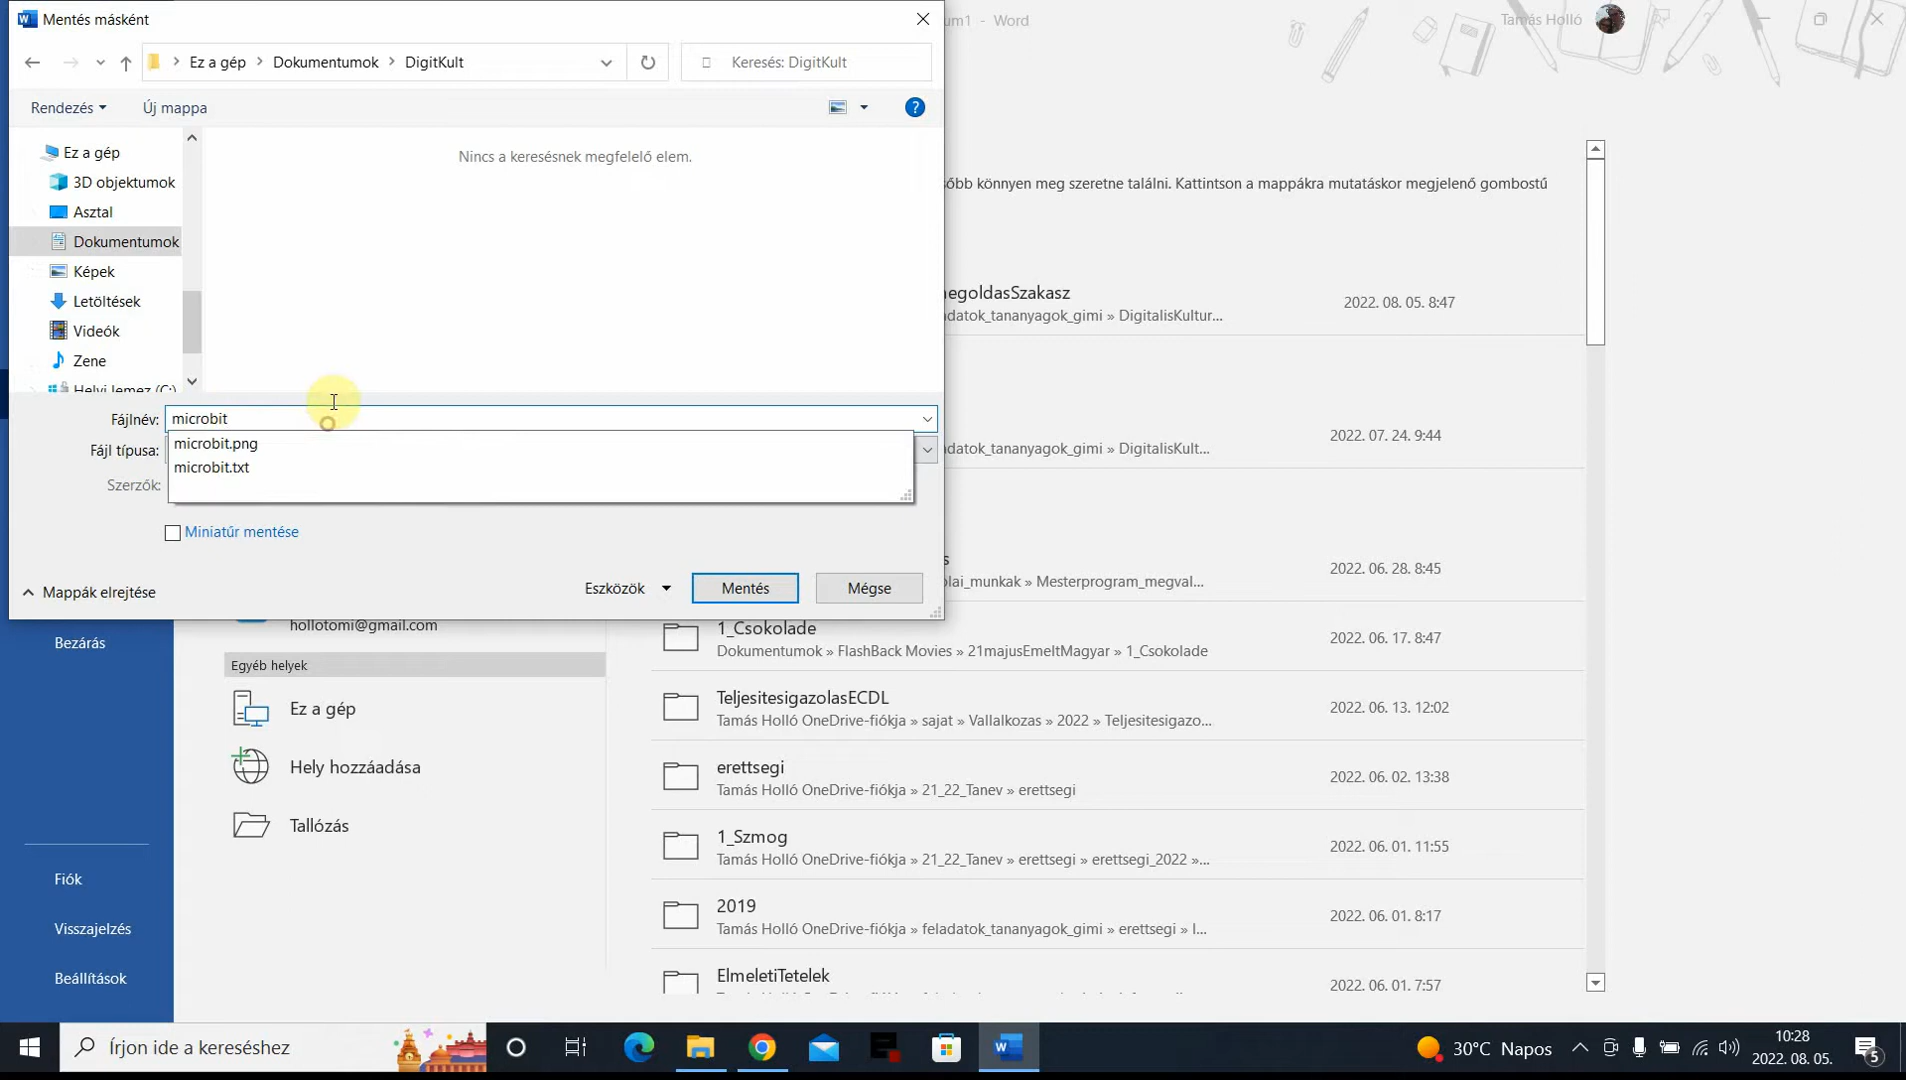 Mentés másként
um1 - Word
Tamás Holló
Ez a gép
Dokumentumok
DigitKult
Keresés: DigitKult
Rendezés
Új mappa
Ez a gép
3D objektumok
Asztal
Dokumentumok
Képek
Letöltések
Videók
Zene
Helyi lemez (C:)
Nincs a keresésnek megfelelő elem.
Fájlnév:
microbit
microbit.png
microbit.txt
Fájl típusa:
Szerzők:
Miniatűr mentése
Mappák elrejtése
Eszközök
Mentés
Mégse
sőbb könnyen meg szeretne találni. Kattintson a mappákra mutatáskor megjelenő gombostű
egoldasSzakasz
adatok_tananyagok_gimi » DigitalisKultur...
2022. 08. 05. 8:47
adatok_tananyagok_gimi » DigitalisKult...
2022. 07. 24. 9:44
s
lai_munkak » Mesterprogram_megval...
2022. 06. 28. 8:45
hollotomi@gmail.com
Egyéb helyek
Ez a gép
Hely hozzáadása
Tallózás
1_Csokolade
Dokumentumok » FlashBack Movies » 21majusEmeltMagyar » 1_Csokolade
2022. 06. 17. 8:47
TeljesitesigazolasECDL
Tamás Holló OneDrive-fiókja » sajat » Vallalkozas » 2022 » Teljesitesigazo...
2022. 06. 13. 12:02
erettsegi
Tamás Holló OneDrive-fiókja » 21_22_Tanev » erettsegi
2022. 06. 02. 13:38
1_Szmog
Tamás Holló OneDrive-fiókja » 21_22_Tanev » erettsegi » erettsegi_2022 »...
2022. 06. 01. 11:55
2019
Tamás Holló OneDrive-fiókja » feladatok_tananyagok_gimi » erettsegi » I...
2022. 06. 01. 8:17
ElmeletiTetelek
2022. 06. 01. 7:57
Bezárás
Fiók
Visszajelzés
Beállítások
Írjon ide a kereséshez
30°C Napos
10:28
2022. 08. 05.
5